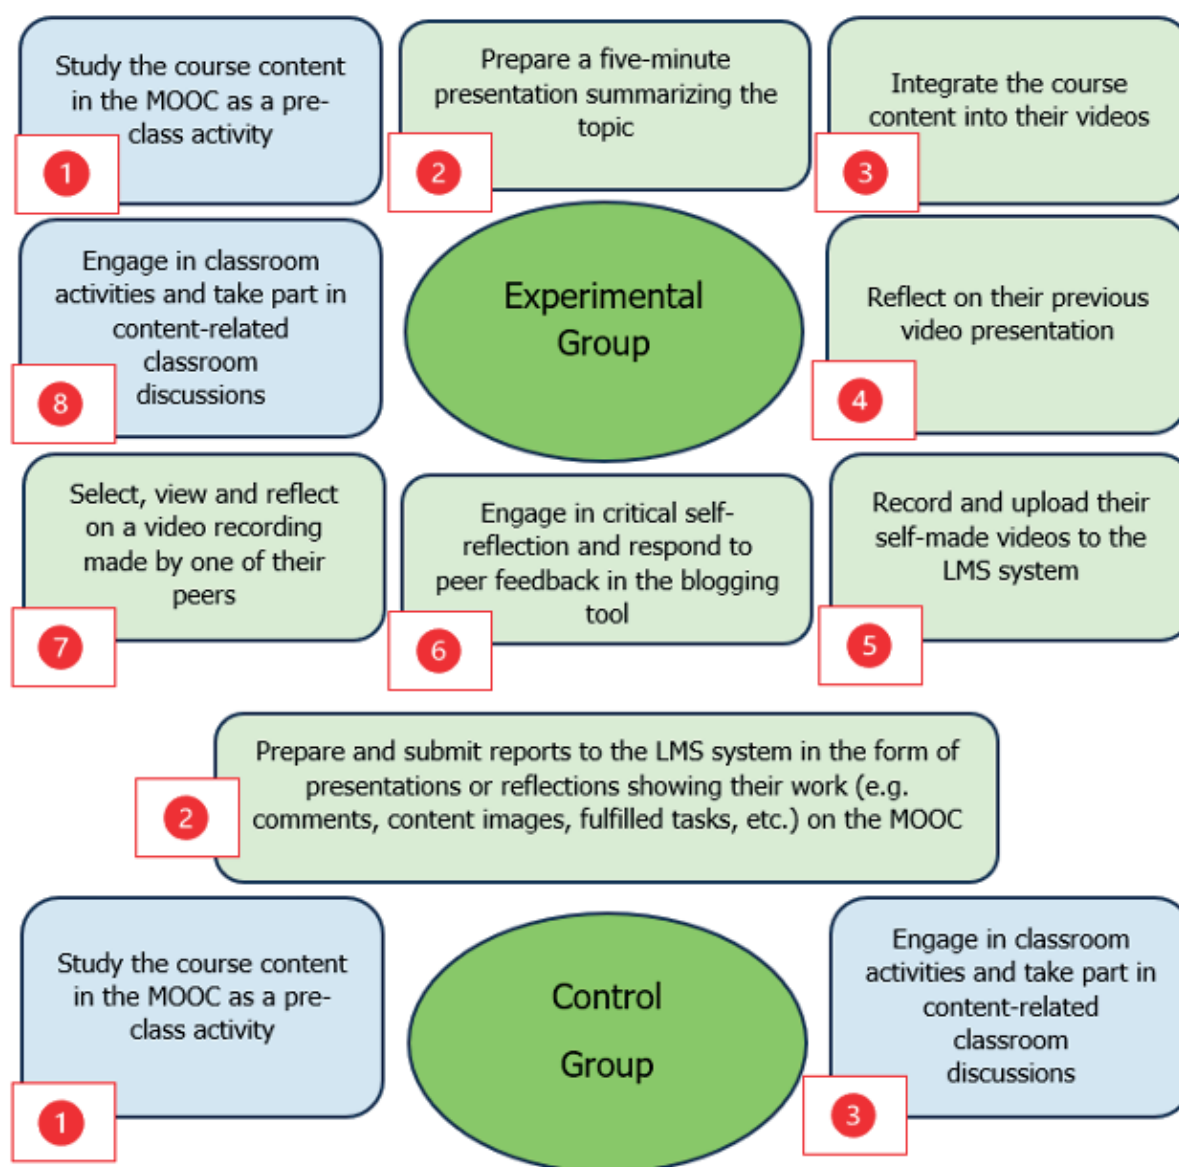 Study the course content
in the MOOC as a pre-
class activity
1
Prepare a five-minute
presentation summarizing the
topic
2
Integrate the course
content into their videos
3
Engage in classroom
activities and take part in
content-related
classroom
discussions
8
Experimental
Group
Reflect on their previous
video presentation
4
Select, view and reflect
on a video recording
made by one of their
peers
7
Engage in critical self-
reflection and respond to
peer feedback in the blogging
tool
6
Record and upload their
self-made videos to the
LMS system
5
Prepare and submit reports to the LMS system in the form of
presentations or reflections showing their work (e.g.
comments, content images, fulfilled tasks, etc.) on the MOOC
2
Study the course content
in the MOOC as a pre-
class activity
1
Control
Group
Engage in classroom
activities and take part in
content-related
classroom
discussions
3